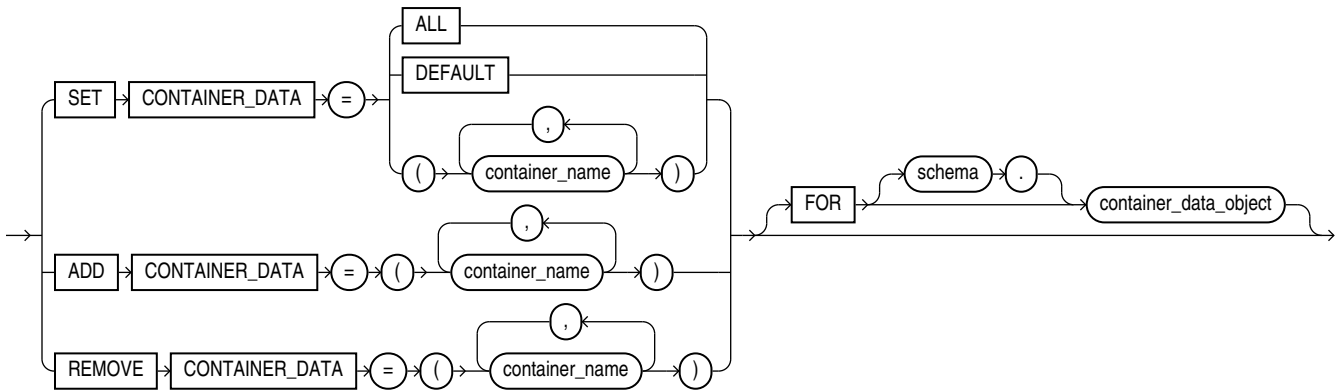 ALL
DEFAULT
SET CONTAINER_DATA =
,
( container_name )
FOR schema . container_data_object
ADD CONTAINER_DATA = ( , container_name )
REMOVE CONTAINER_DATA = ( , container_name )